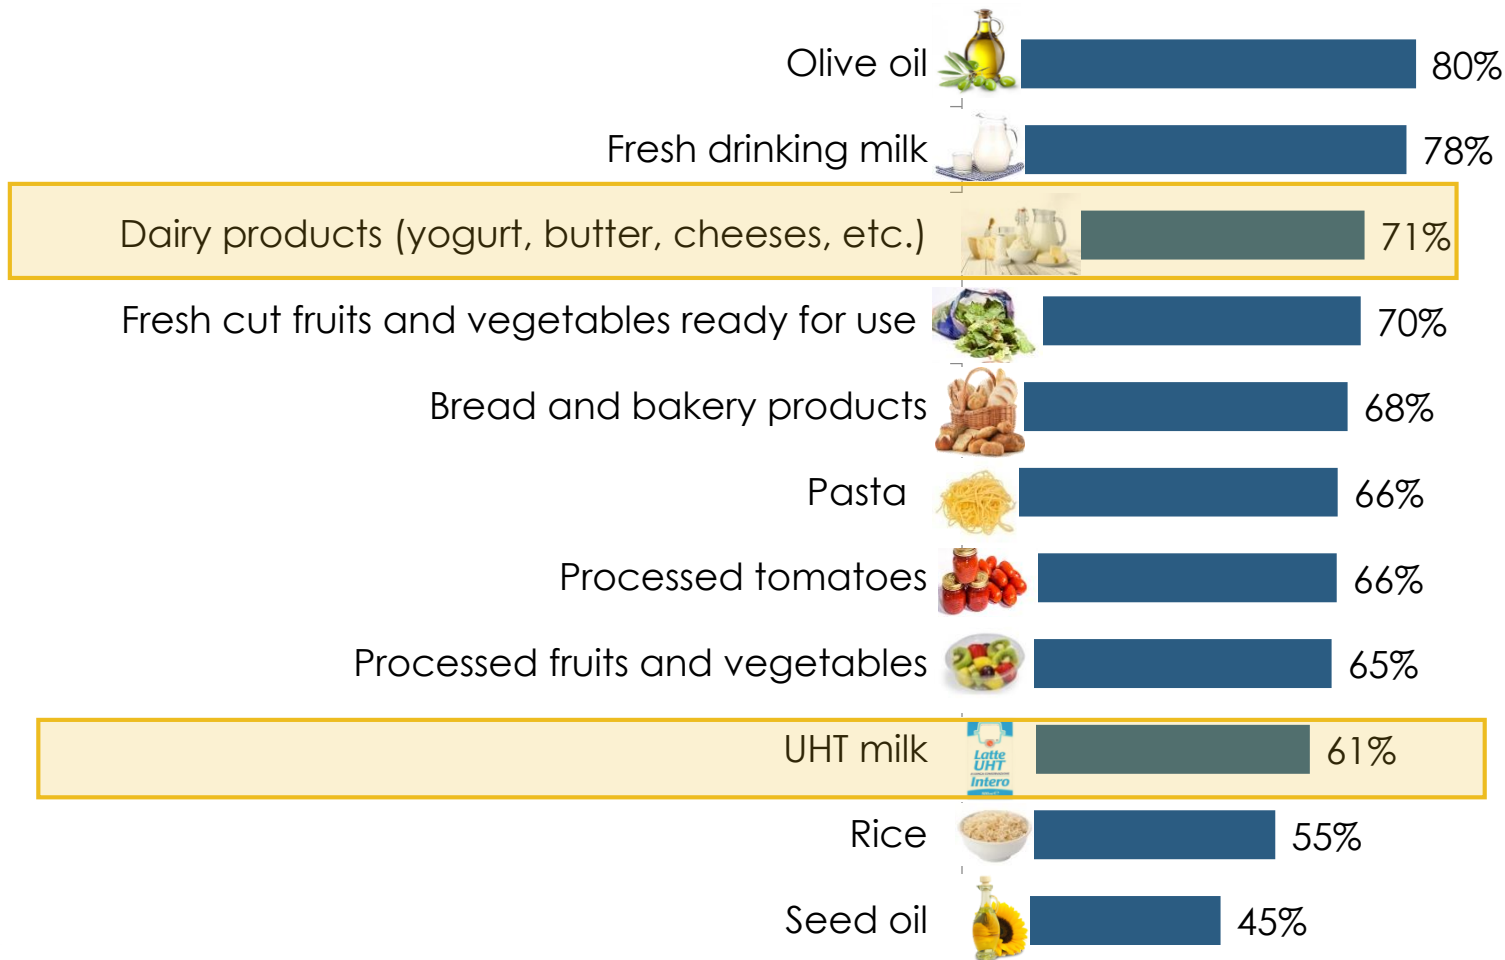 Olive oil 80%
Fresh drinking milk 78%
Dairy products (yogurt, butter, cheeses, etc.) 71%
Fresh cut fruits and vegetables ready for use 70%
Bread and bakery products 68%
Pasta 66%
Processed tomatoes 66%
Processed fruits and vegetables 65%
UHT milk 61%
Latte
UHT
Intero
Rice 55%
Seed oil 45%